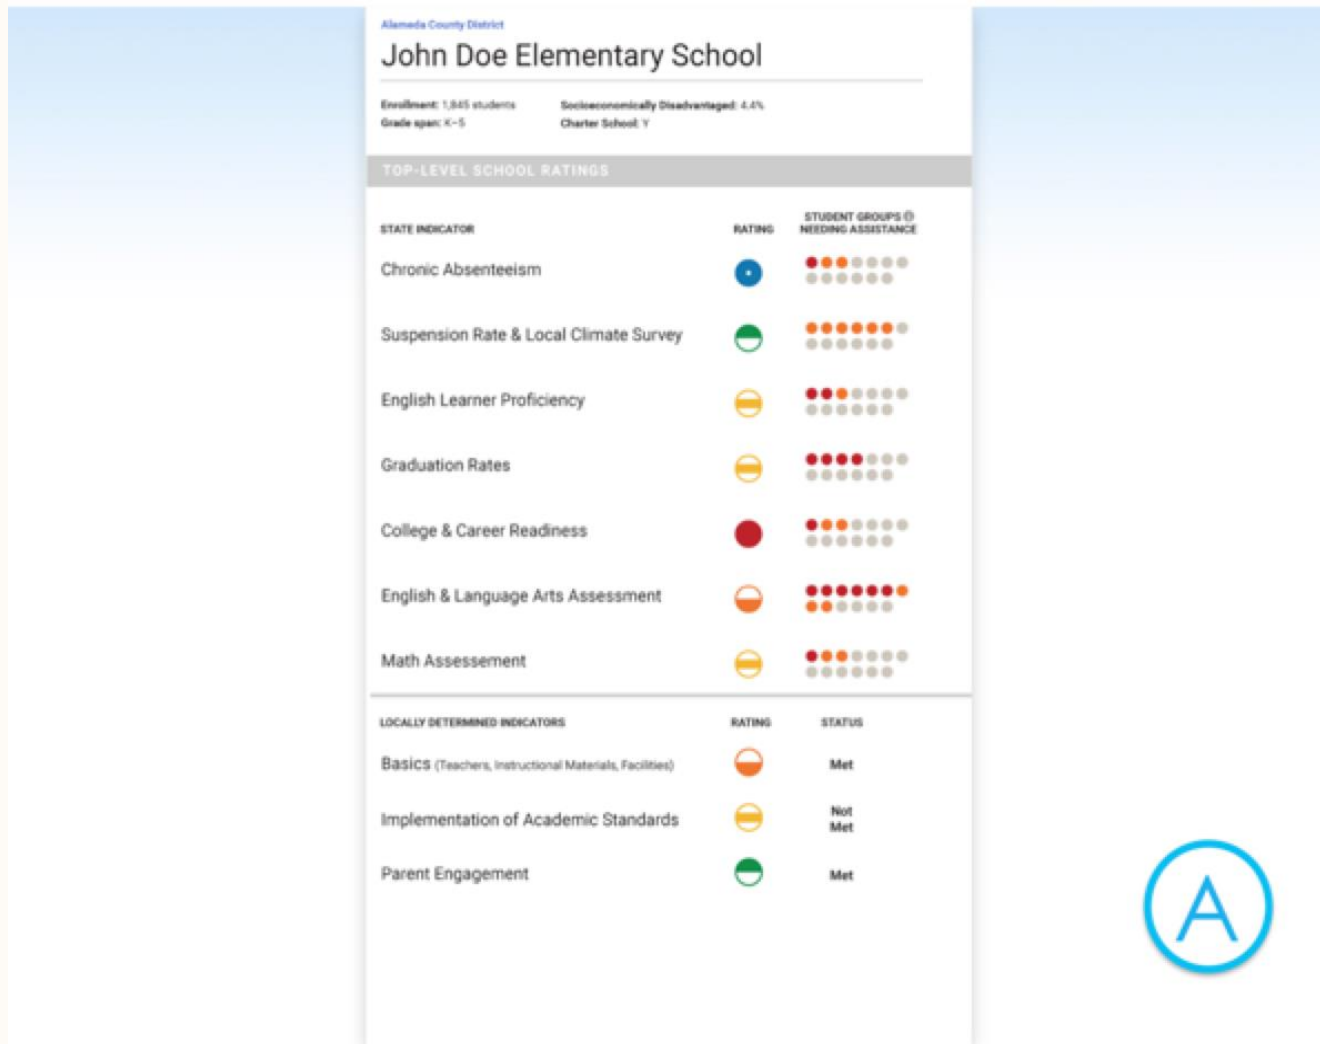 Alameda County District
John Doe Elementary School
Enrollment: 1,845 students Socioeconomically Disadvantaged: 4.4%
Grade span: K–5 Charter School: Y
TOP-LEVEL SCHOOL RATINGS
STATE INDICATOR RATING STUDENT GROUPS
NEEDING ASSISTANCE
Chronic Absenteeism
Suspension Rate & Local Climate Survey
English Learner Proficiency
Graduation Rates
College & Career Readiness
English & Language Arts Assessment
Math Assessement
LOCALLY DETERMINED INDICATORS RATING STATUS
Basics (Teachers, Instructional Materials, Facilities) Met
Implementation of Academic Standards Not Met
Parent Engagement Met
A